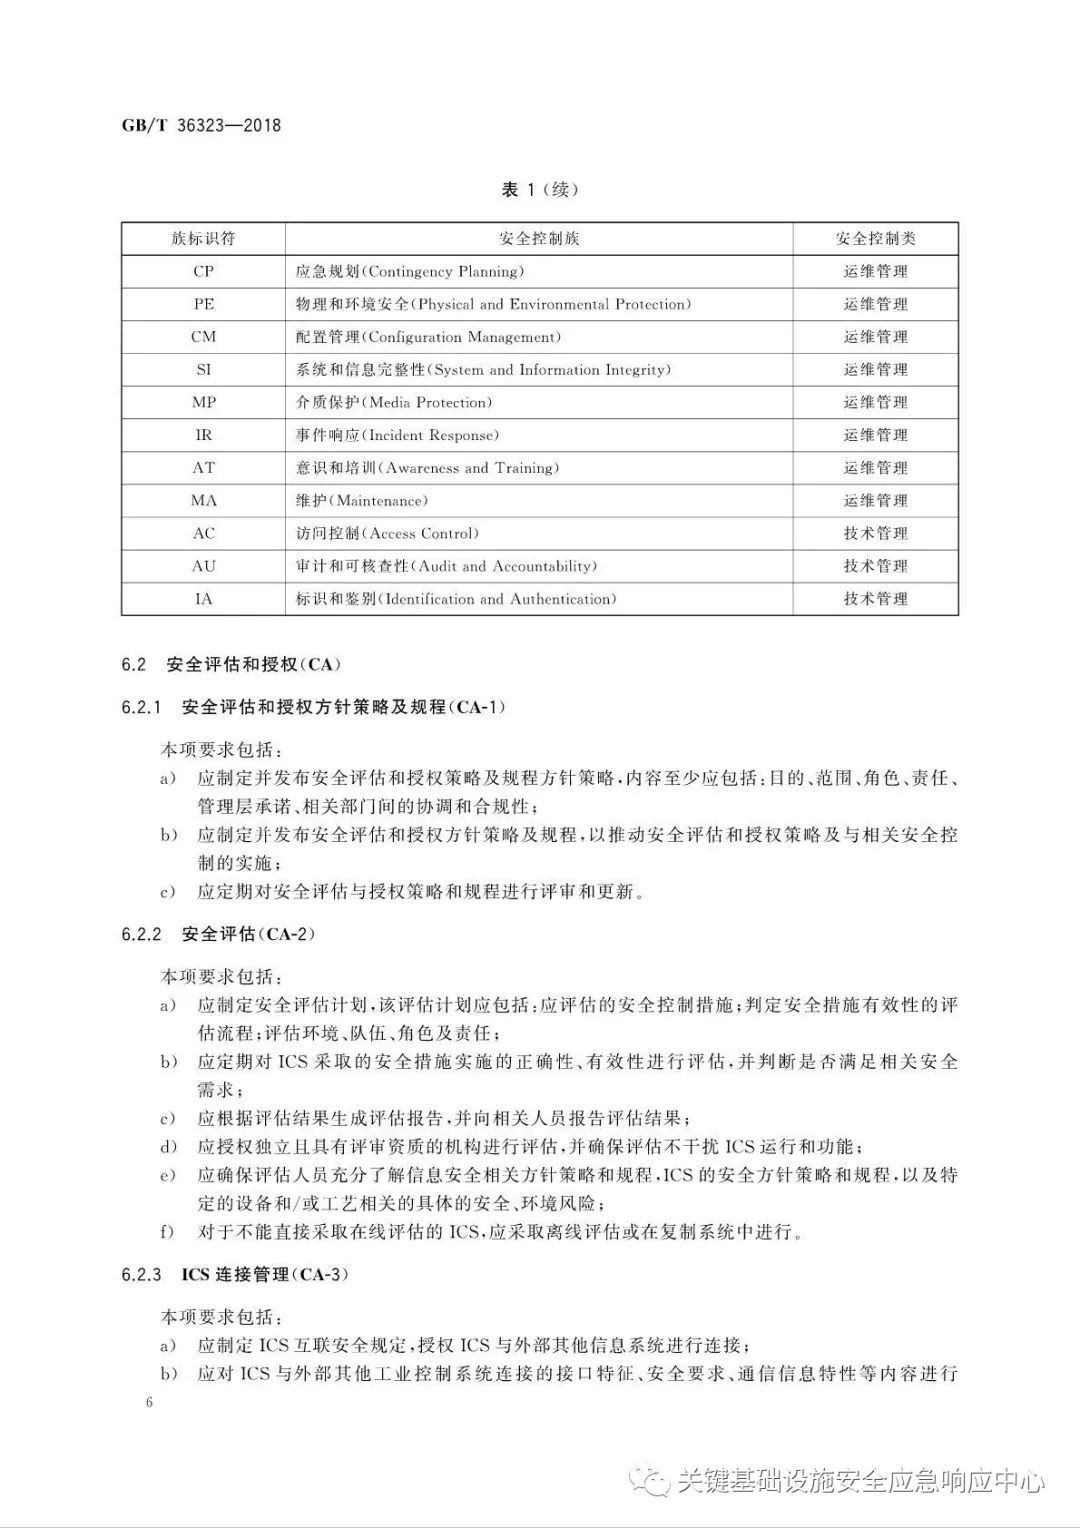 GB/T 36323—2018
表 1（续）
族标识符 安全控制族 安全控制类
CP 应急规划(Contingency Planning) 运维管理
PE 物理和环境安全(Physical and Environmental Protection) 运维管理
CM 配置管理(Configuration Management) 运维管理
SI 系统和信息完整性(System and Information Integrity) 运维管理
MP 介质保护(Media Protection) 运维管理
IR 事件响应(Incident Response) 运维管理
AT 意识和培训(Awareness and Training) 运维管理
MA 维护(Maintenance) 运维管理
AC 访问控制(Access Control) 技术管理
AU 审计和可核查性(Audit and Accountability) 技术管理
IA 标识和鉴别(Identification and Authentication) 技术管理
6.2 安全评估和授权(CA)
6.2.1 安全评估和授权方针策略及规程(CA-1)
本项要求包括:
a) 应制定并发布安全评估和授权策略及规程方针策略,内容至少应包括:目的、范围、角色、责任、
管理层承诺、相关部门间的协调和合规性;
b) 应制定并发布安全评估和授权方针策略及规程,以推动安全评估和授权策略及与相关安全控
制的实施;
c) 应定期对安全评估与授权策略和规程进行评审和更新。
6.2.2 安全评估(CA-2)
本项要求包括:
a) 应制定安全评估计划,该评估计划应包括:应评估的安全控制措施;判定安全措施有效性的评
估流程;评估环境、队伍、角色及责任;
b) 应定期对 ICS 采取的安全措施实施的正确性、有效性进行评估,并判断是否满足相关安全
需求;
c) 应根据评估结果生成评估报告,并向相关人员报告评估结果;
d) 应授权独立且具有评审资质的机构进行评估,并确保评估不干扰 ICS 运行和功能;
e) 应确保评估人员充分了解信息安全相关方针策略和规程,ICS 的安全方针策略和规程,以及特
定的设备和/或工艺相关的具体的安全、环境风险;
f) 对于不能直接采取在线评估的 ICS,应采取离线评估或在复制系统中进行。
6.2.3 ICS 连接管理(CA-3)
本项要求包括:
a) 应制定 ICS 互联安全规定,授权 ICS 与外部其他信息系统进行连接;
b) 应对 ICS 与外部其他工业控制系统连接的接口特征、安全要求、通信信息特性等内容进行
6
关键基础设施安全应急响应中心